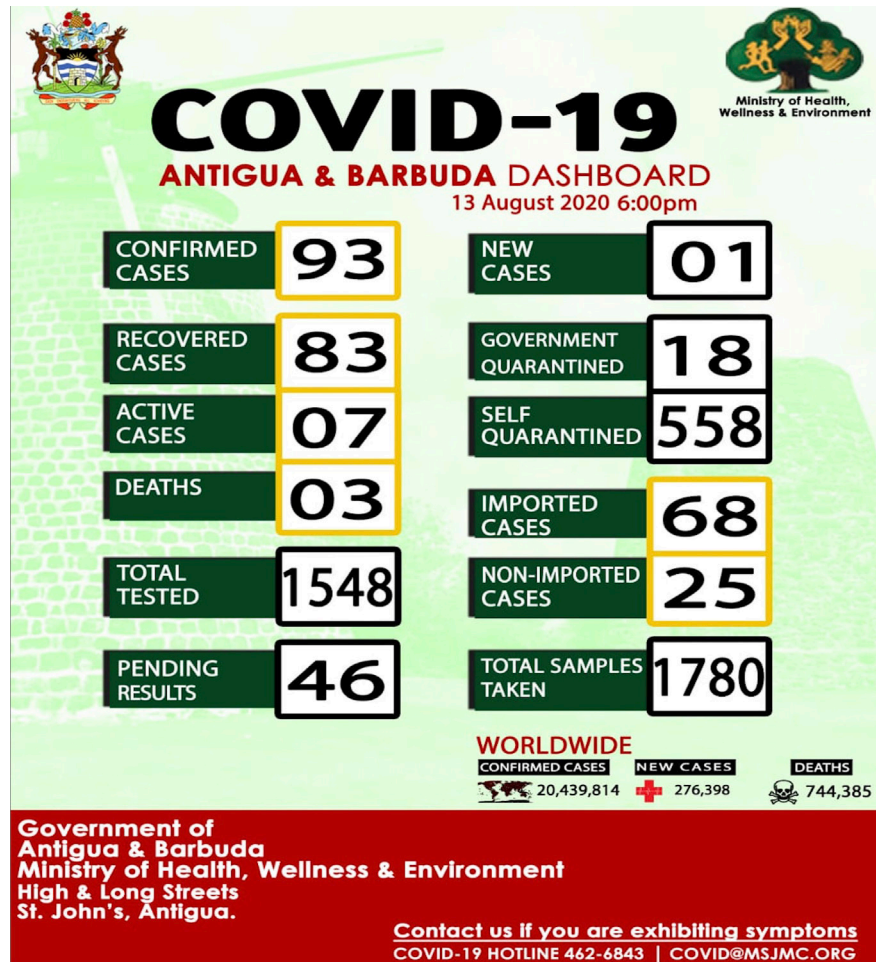 Ministry of Health,
Wellness & Environment
COVID-19
ANTIGUA & BARBUDA DASHBOARD
13 August 2020 6:00pm
CONFIRMED
CASES
93
RECOVERED
CASES
83
ACTIVE
CASES
07
DEATHS
03
TOTAL
TESTED
1548
PENDING
RESULTS
46
NEW
CASES
01
GOVERNMENT
QUARANTINED
18
SELF
QUARANTINED
558
IMPORTED
CASES
68
NON-IMPORTED
CASES
25
TOTAL SAMPLES
TAKEN
1780
WORLDWIDE
CONFIRMED CASES
20,439,814
NEW CASES
276,398
DEATHS
744,385
Government of
Antigua & Barbuda
Ministry of Health, Wellness & Environment
High & Long Streets
St. John's, Antigua.
Contact us if you are exhibiting symptoms
COVID-19 HOTLINE 462-6843 | COVID@MSJMC.ORG